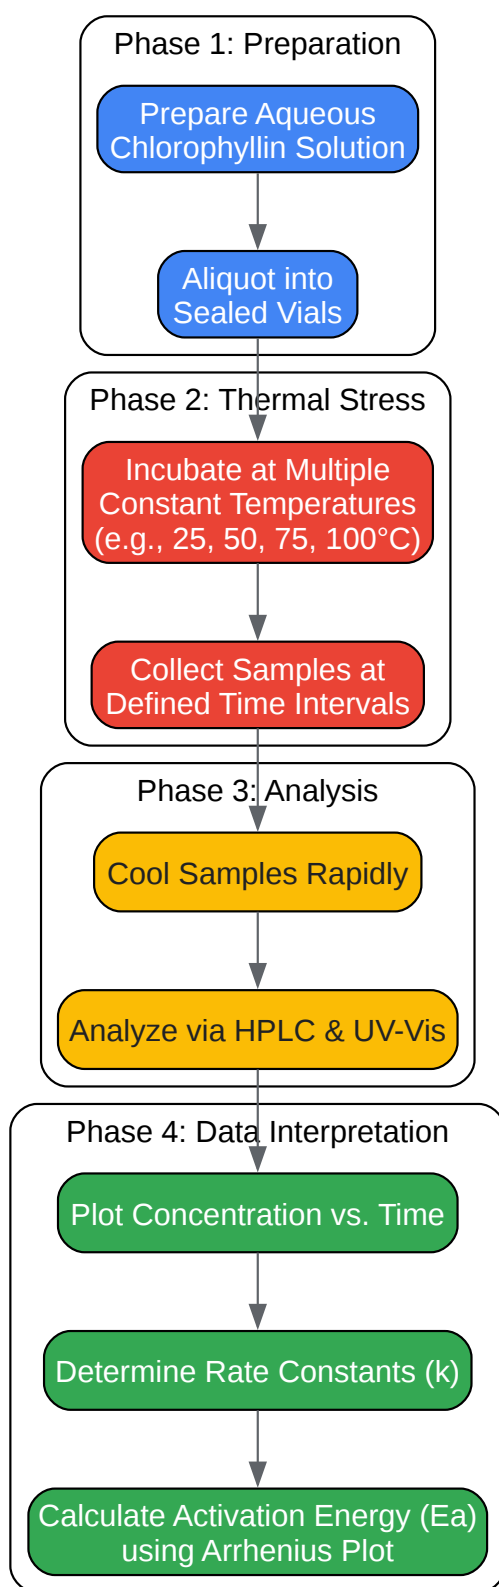 Phase 1: Preparation
Prepare Aqueous
Chlorophyllin Solution
Aliquot into
Sealed Vials
Phase 2: Thermal Stress
Incubate at Multiple
Constant Temperatures
(e.g., 25, 50, 75, 100°C)
Collect Samples at
Defined Time Intervals
Phase 3: Analysis
Cool Samples Rapidly
Analyze via HPLC & UV-Vis
Phase 4: Data Interpretation
Plot Concentration vs. Time
Determine Rate Constants (k)
Calculate Activation Energy (Ea)
using Arrhenius Plot